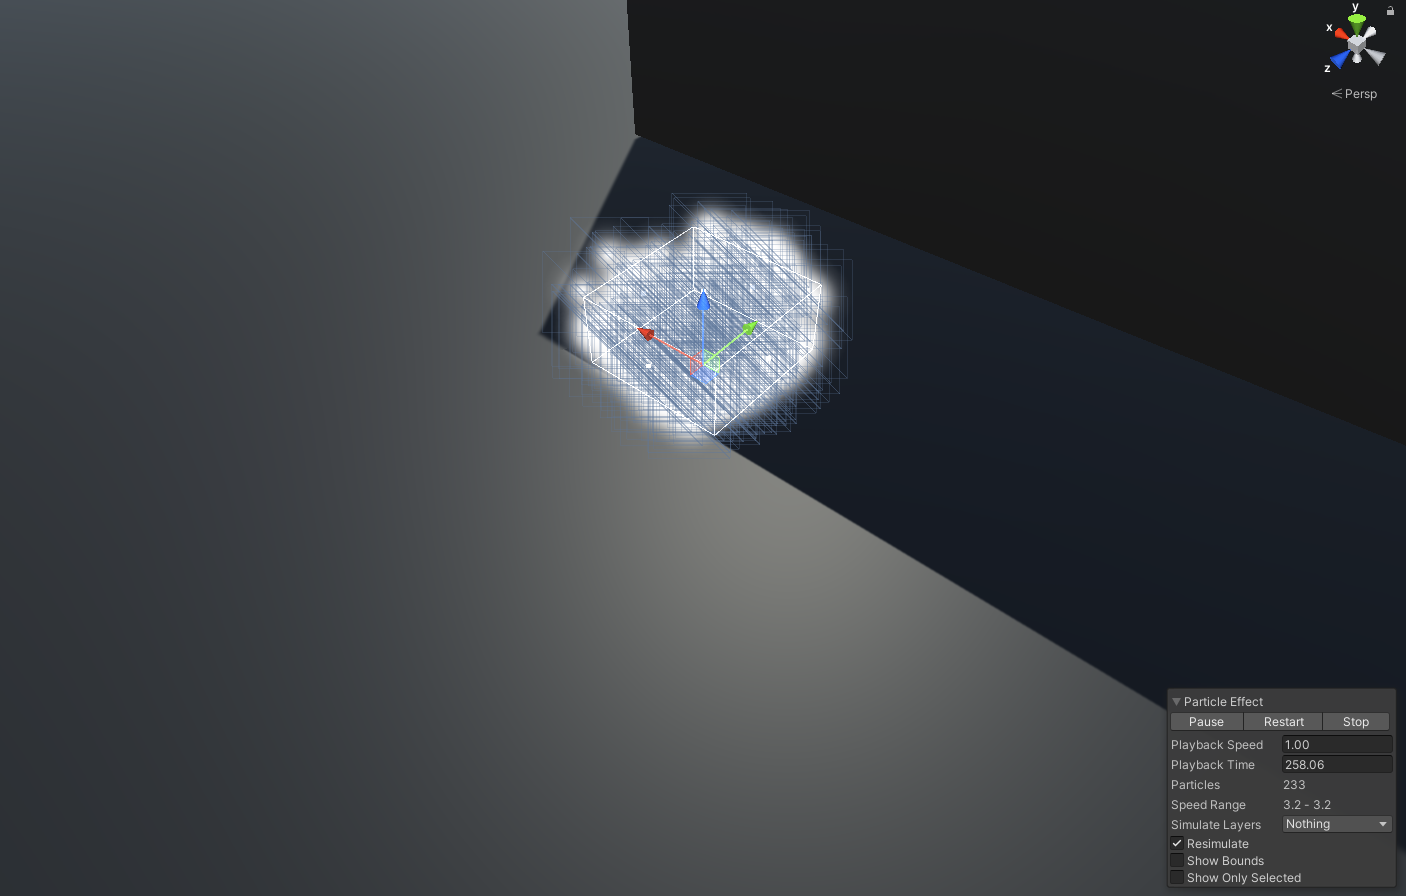 y
x
z
Persp
Particle Effect
Pause Restart Stop
Playback Speed 1.00
Playback Time 258.06
Particles 233
Speed Range 3.2 - 3.2
Simulate Layers Nothing
Resimulate
Show Bounds
Show Only Selected